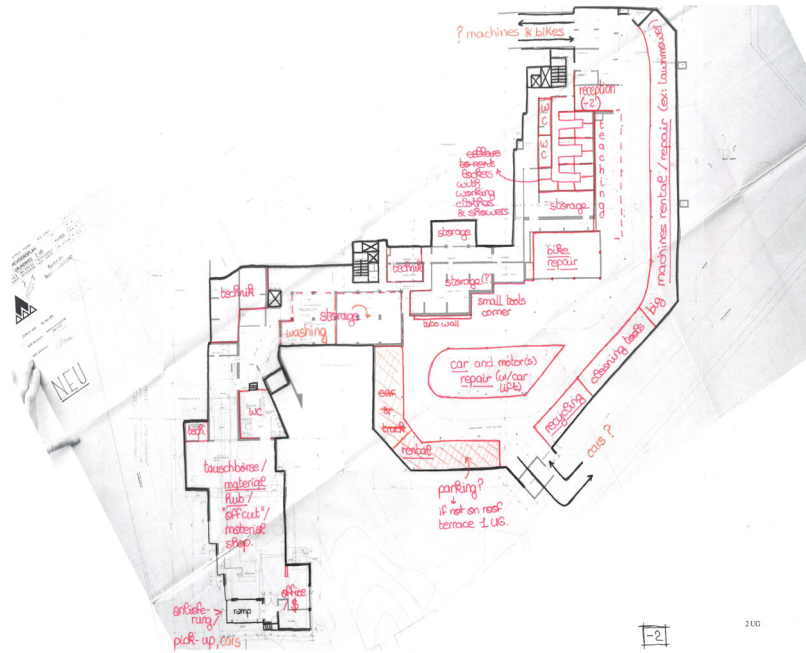 ? machines & bikes
reception
(-2)
WC
WC
teaching
big machines rental / repair (ex: lawnmower)
to rent
lockers
with
working
clothes
& showers
storage
storage
bike
repair
technik
storage(?)
small tools
corner
tubo wall
technik
storage
washing
car and motor(s)
repair (w/ car
lift)
cleaning tools
recycling
cars ?
car
&
truck
rental
parking?
if not on roof
terrace 1 UG.
WC
tech
tauschbörse /
material
hub /
"offcut" /
material
shop.
office
/ $
ramp
anliefe-
rung /
pick-up, cars
NEU
-2
2 UG